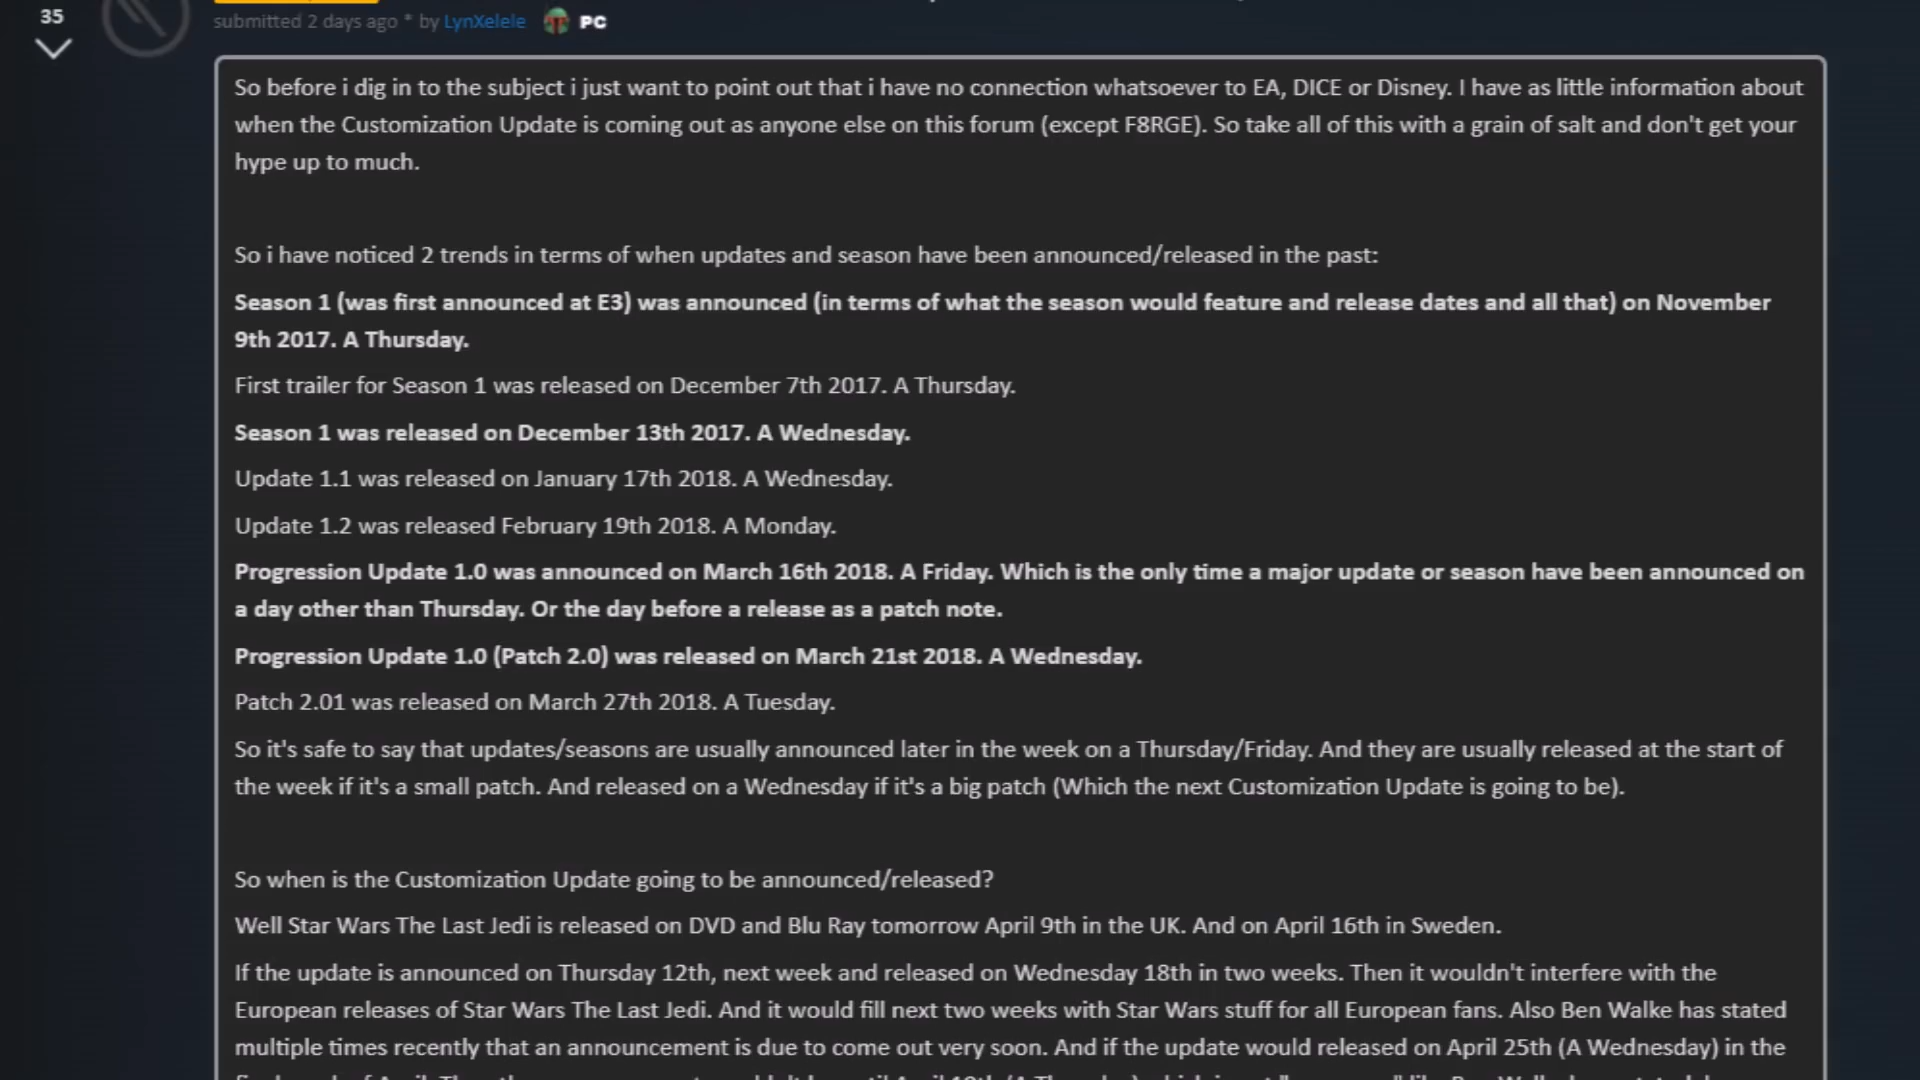 35
submitted 2 days ago * by LynXelele PC
So before i dig in to the subject i just want to point out that i have no connection whatsoever to EA, DICE or Disney. I have as little information about
when the Customization Update is coming out as anyone else on this forum (except F8RGE). So take all of this with a grain of salt and don't get your
hype up to much.
So i have noticed 2 trends in terms of when updates and season have been announced/released in the past:
Season 1 (was first announced at E3) was announced (in terms of what the season would feature and release dates and all that) on November
9th 2017. A Thursday.
First trailer for Season 1 was released on December 7th 2017. A Thursday.
Season 1 was released on December 13th 2017. A Wednesday.
Update 1.1 was released on January 17th 2018. A Wednesday.
Update 1.2 was released February 19th 2018. A Monday.
Progression Update 1.0 was announced on March 16th 2018. A Friday. Which is the only time a major update or season have been announced on
a day other than Thursday. Or the day before a release as a patch note.
Progression Update 1.0 (Patch 2.0) was released on March 21st 2018. A Wednesday.
Patch 2.01 was released on March 27th 2018. A Tuesday.
So it's safe to say that updates/seasons are usually announced later in the week on a Thursday/Friday. And they are usually released at the start of
the week if it's a small patch. And released on a Wednesday if it's a big patch (Which the next Customization Update is going to be).
So when is the Customization Update going to be announced/released?
Well Star Wars The Last Jedi is released on DVD and Blu Ray tomorrow April 9th in the UK. And on April 16th in Sweden.
If the update is announced on Thursday 12th, next week and released on Wednesday 18th in two weeks. Then it wouldn't interfere with the
European releases of Star Wars The Last Jedi. And it would fill next two weeks with Star Wars stuff for all European fans. Also Ben Walke has stated
multiple times recently that an announcement is due to come out very soon. And if the update would released on April 25th (A Wednesday) in the